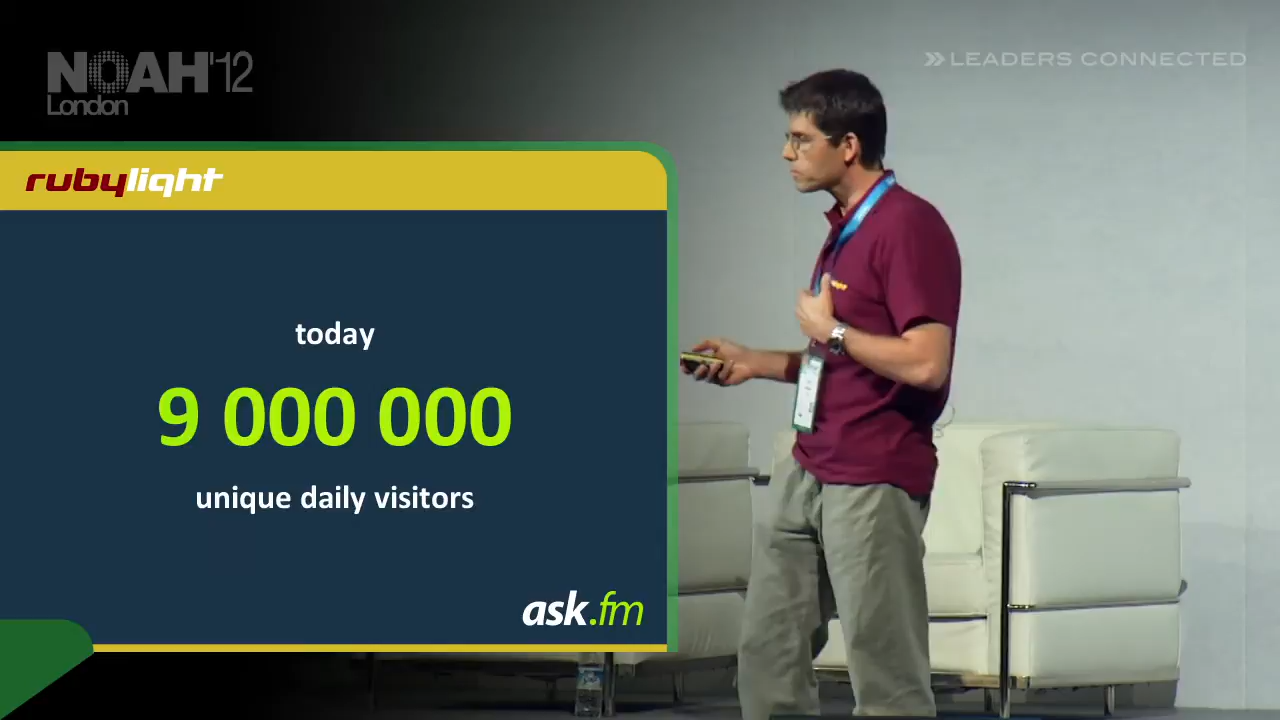 NOAH'12
London
LEADERS CONNECTED
rubylight
today
9 000 000
unique daily visitors
ask.fm